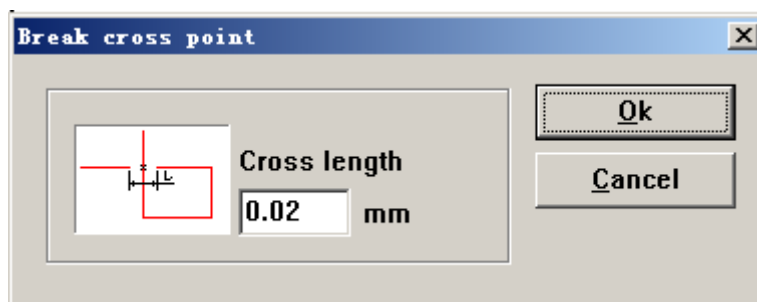 Break cross point
Ok
Cross length
L
0.02 mm
Cancel